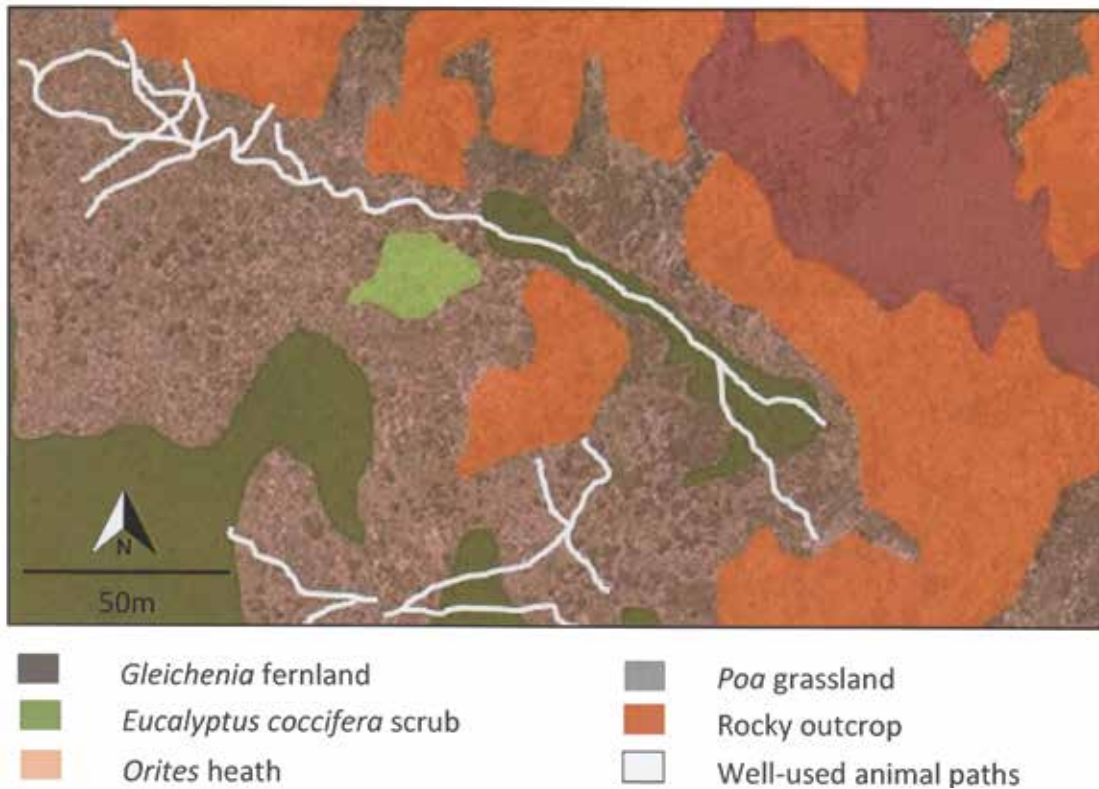 N
50m
Gleichenia fernland
Eucalyptus coccifera scrub
Orites heath
Poa grassland
Rocky outcrop
Well-used animal paths